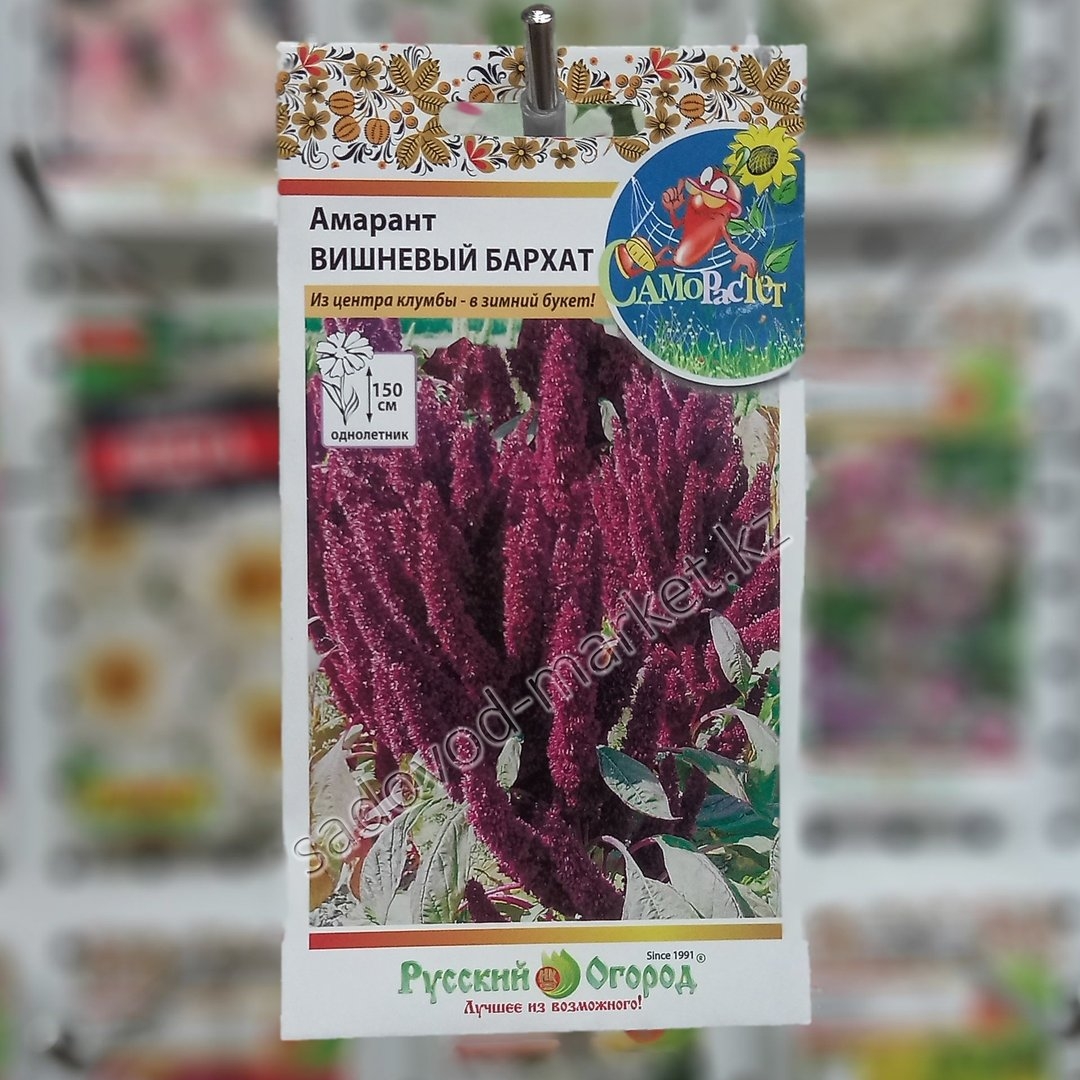 Амарант
ВИШНЕВЫЙ БАРХАТ
Из центра клумбы - в зимний букет!
САМОРАСТЕТ
150
см
однолетник
sadovod-market.kz
Since 1991
Русский Огород®
Лучшее из возможного!